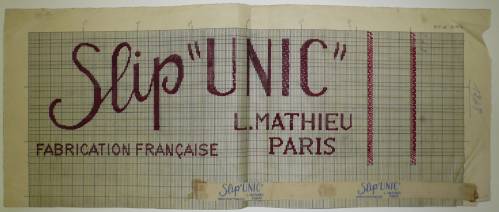 Slip "UNIC"
L.MATHIEU
FABRICATION FRANÇAISE
PARIS
Slip "UNIC"
Slip "UNIC"